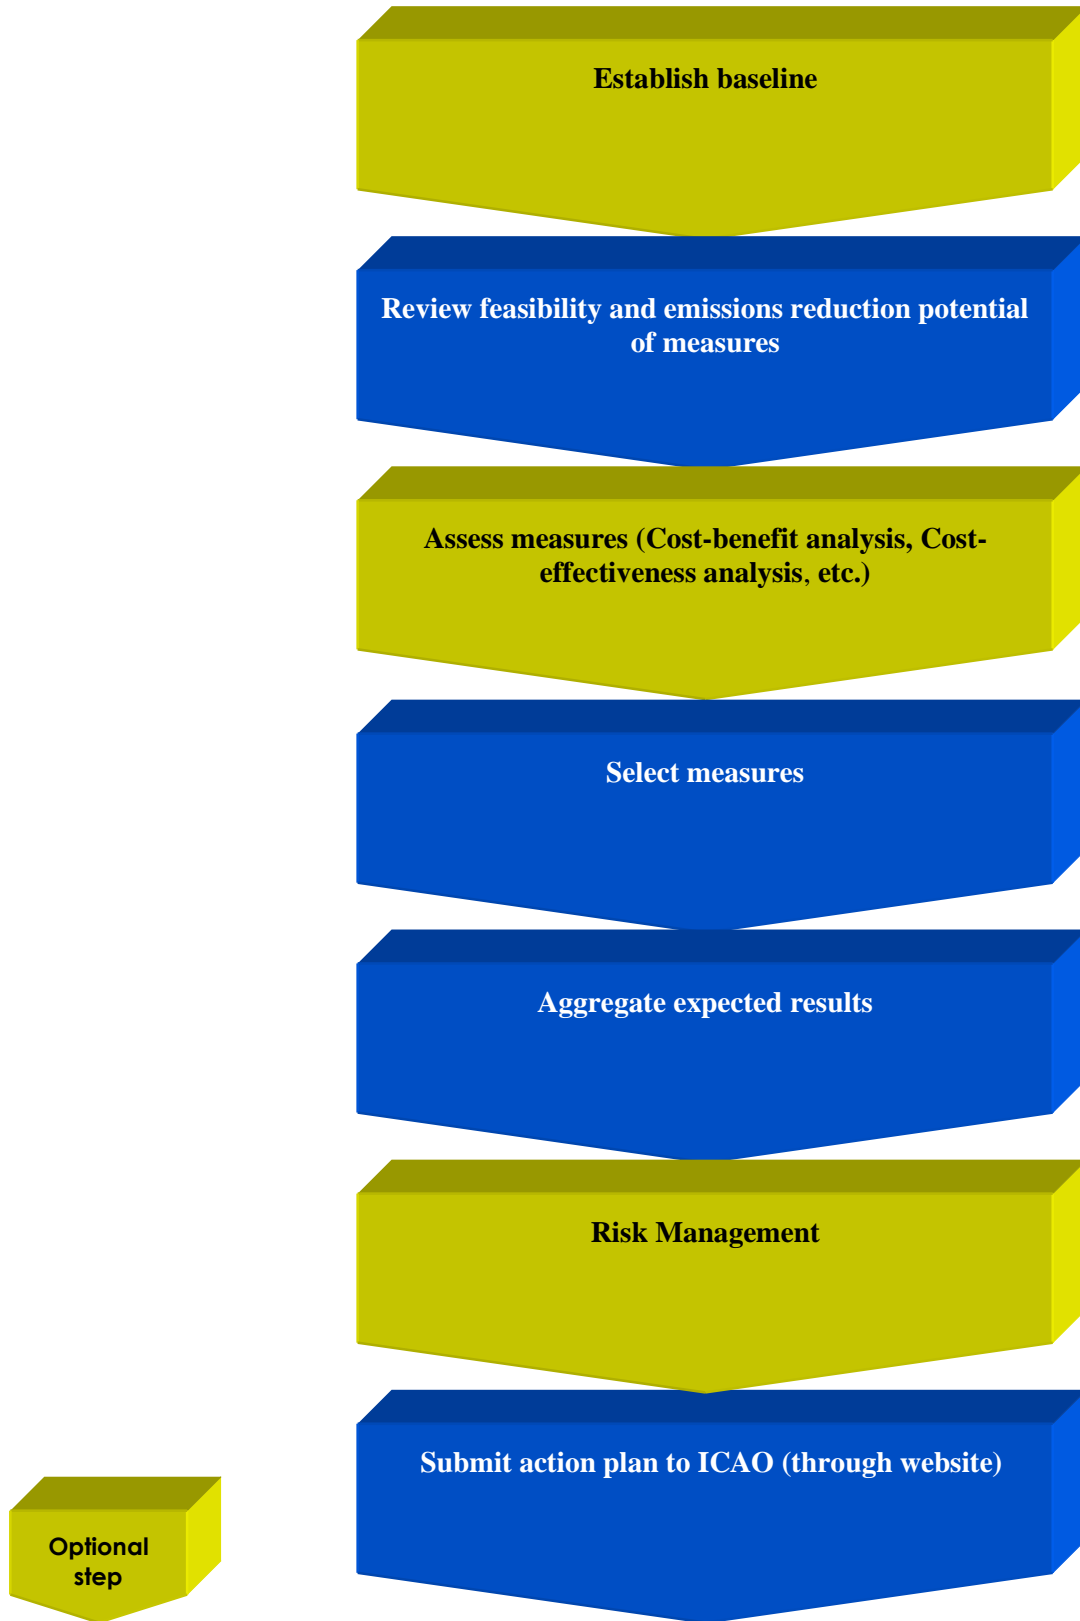 Establish baseline
Review feasibility and emissions reduction potential
of measures
Assess measures (Cost-benefit analysis, Cost-
effectiveness analysis, etc.)
Select measures
Aggregate expected results
Risk Management
Submit action plan to ICAO (through website)
Optional
step